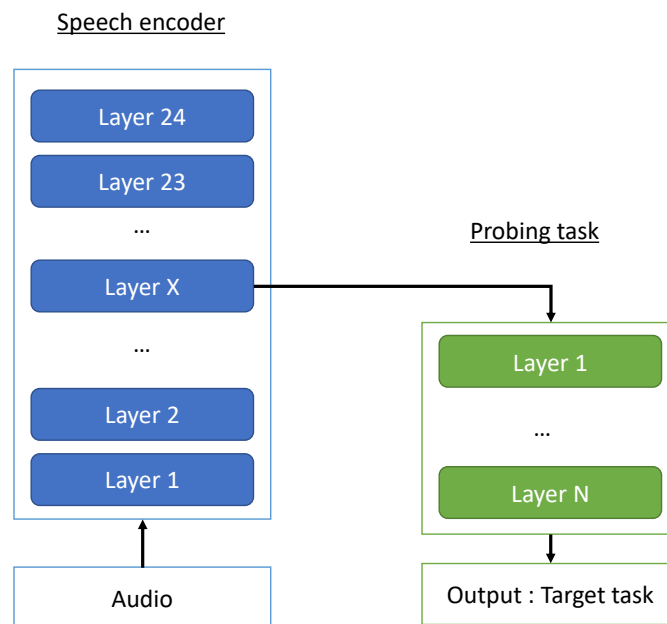 Speech encoder
Layer 24
Layer 23
...
Layer X
...
Layer 2
Layer 1
Audio
Probing task
Layer 1
...
Layer N
Output : Target task